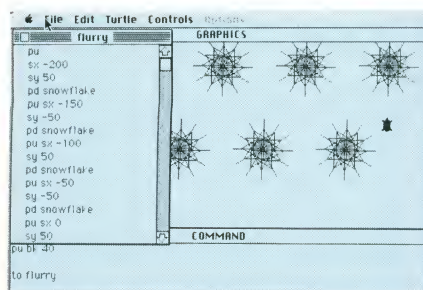 File Edit Turtle Controls Options
flurry
GRAPHICS
pu
sx -200
sy 50
pd snowflake
pu sx -150
sy -50
pd snowflake
pu sx -100
sy 50
pd snowflake
pu sx -50
sy -50
pd snowflake
pu sx 0
sy 50
COMMAND
pu bk 40
to flurry